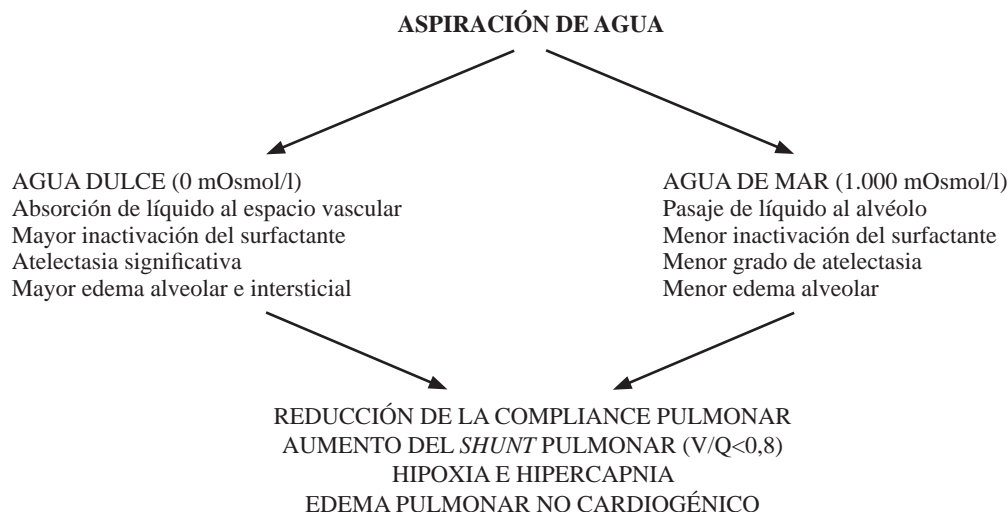 ASPIRACIÓN DE AGUA
AGUA DULCE (0 mOsmol/l)
Absorción de líquido al espacio vascular
Mayor inactivación del surfactante
Atelectasia significativa
Mayor edema alveolar e intersticial
AGUA DE MAR (1.000 mOsmol/l)
Pasaje de líquido al alvéolo
Menor inactivación del surfactante
Menor grado de atelectasia
Menor edema alveolar
REDUCCIÓN DE LA COMPLIANCE PULMONAR
AUMENTO DEL SHUNT PULMONAR (V/Q<0,8)
HIPOXIA E HIPERCAPNIA
EDEMA PULMONAR NO CARDIOGÉNICO